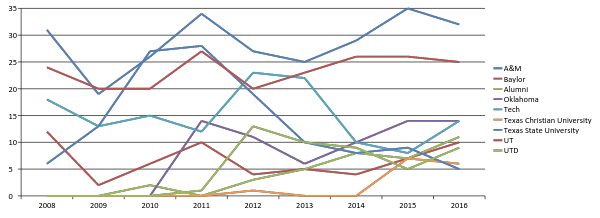 35
30
25
20
15
10
5
0
2008 2009 2010 2011 2012 2013 2014 2015 2016
A&M
Baylor
Alumni
Oklahoma
Tech
Texas Christian University
Texas State University
UT
UTD